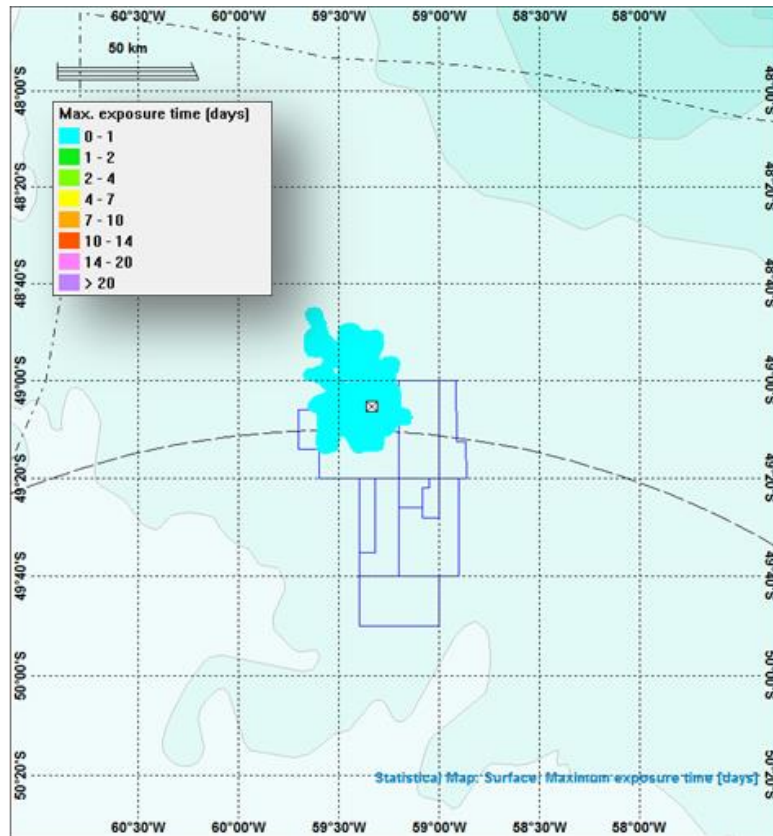 60°30'W 60°00'W 59°30'W 59°00'W 58°30'W 58°00'W
50 km
48°00'S 48°00'S
Max. exposure time [days]
0 - 1
1 - 2
2 - 4
4 - 7
7 - 10
10 - 14
14 - 20
> 20
48°20'S 48°20'S
48°40'S 48°40'S
49°00'S 49°00'S
49°20'S 49°20'S
49°40'S 49°40'S
50°00'S 50°00'S
50°20'S 50°20'S
Statistical Map: Surface, Maximum exposure time [days]
60°30'W 60°00'W 59°30'W 59°00'W 58°30'W 58°00'W